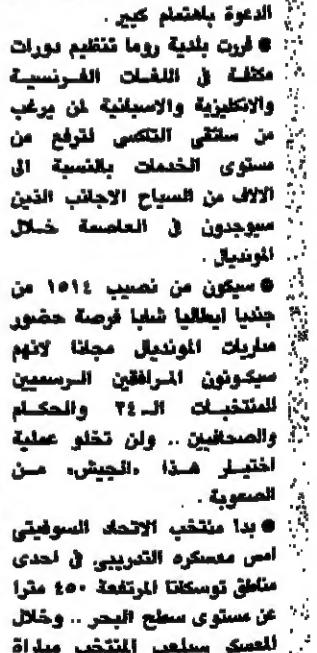 الدعوة باهتمام كبير .
● قررت بلدية روما تنظيم دورات
مكثفة في اللغات الفرنسية
والانكليزية والاسبانية لمن يرغب
من سائقي التاكسي لترفع من
مستوى الخدمات بالنسبة الى
الالاف من السياح الاجانب الذين
سيوجدون في العاصمة خلال
المونديال .
● سيكون من نصيب ١٥١٤ من
جنديا ايطاليا شابا فرصة حضور
مباريات المونديال مجانا لانهم
سيكونون المرافقين الرسميين
للمنتخبات الـ ٢٤ والحكام
والصحافيين .. ولن تخلو عملية
اختيار هذا «الجيش» من
الصعوبة .
● بدا منتخب الاتحاد السوفيتي
امس معسكره التدريبي في احدى
مناطق توسكانا المرتفعة ٤٥٠ مترا
عن مستوى سطح البحر .. وخلال
المعسكر سيلعب المنتخب مباراة